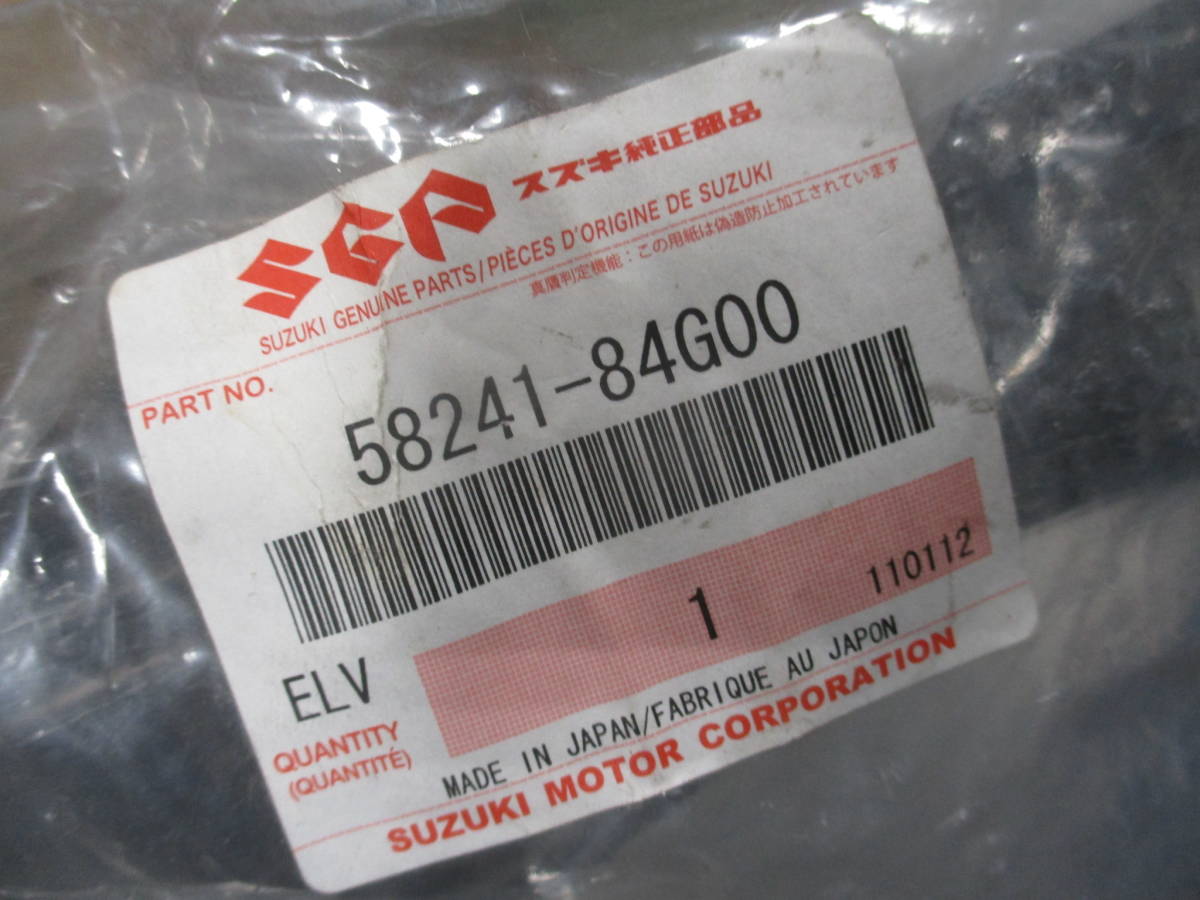 SGP スズキ純正部品
SUZUKI GENUINE PARTS/PIÈCES D'ORIGINE DE SUZUKI
真贋判定機能:この用紙は偽造防止加工されています
PART NO.
58241-84G00
ELV
1
110112
QUANTITY
(QUANTITÉ)
MADE IN JAPAN/FABRIQUE AU JAPON
SUZUKI MOTOR CORPORATION